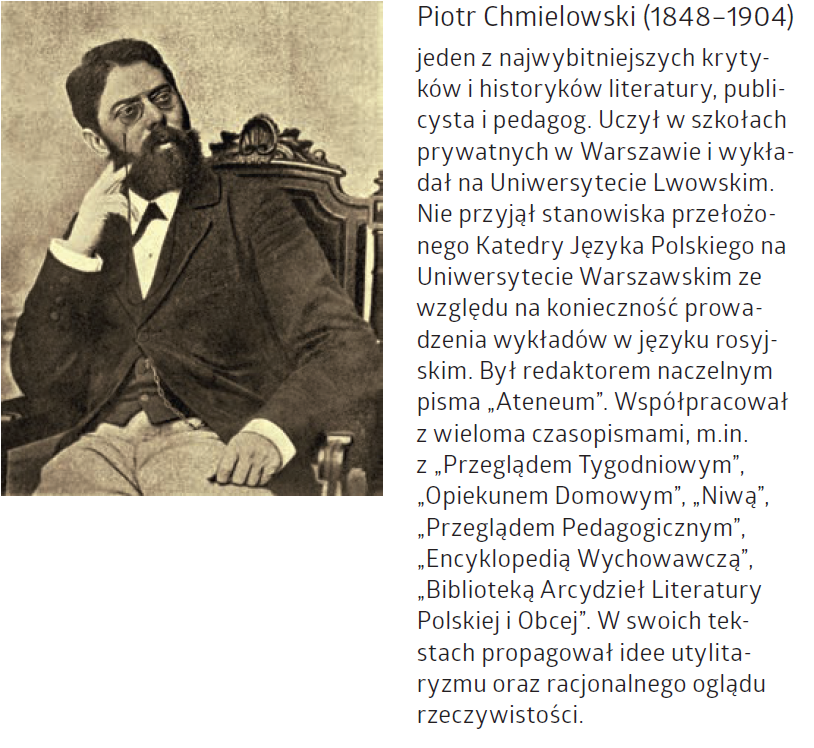 Piotr Chmielowski (1848–1904)
jeden z najwybitniejszych kryty-
ków i historyków literatury, publi-
cysta i pedagog. Uczył w szkołach
prywatnych w Warszawie i wykła-
dał na Uniwersytecie Lwowskim.
Nie przyjął stanowiska przełożo-
nego Katedry Języka Polskiego na
Uniwersytecie Warszawskim ze
względu na konieczność prowa-
dzenia wykładów w języku rosyj-
skim. Był redaktorem naczelnym
pisma „Ateneum”. Współpracował
z wieloma czasopismami, m.in.
z „Przeglądem Tygodniowym”,
„Opiekunem Domowym”, „Niwą”,
„Przeglądem Pedagogicznym”,
„Encyklopedią Wychowawczą”,
„Biblioteką Arcydzieł Literatury
Polskiej i Obcej”. W swoich tek-
stach propagował idee utylita-
ryzmu oraz racjonalnego oglądu
rzeczywistości.